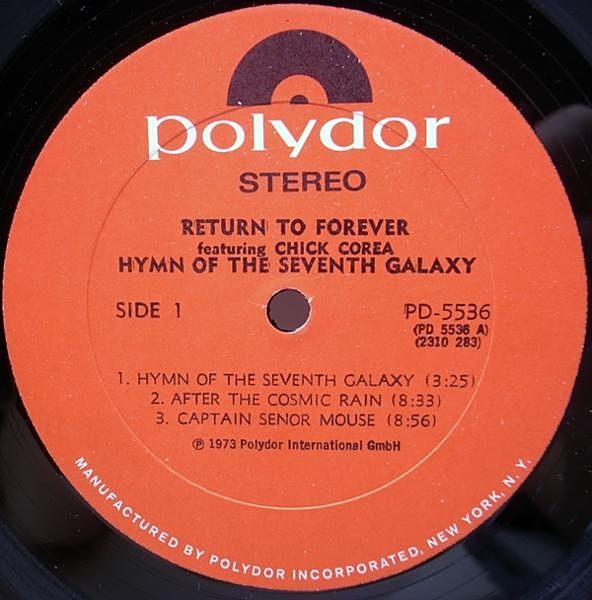 polydor
STEREO
RETURN TO FOREVER
featuring CHICK COREA
HYMN OF THE SEVENTH GALAXY
SIDE 1
PD-5536
(PD 5536 A)
(2310 283)
1. HYMN OF THE SEVENTH GALAXY (3:25)
2. AFTER THE COSMIC RAIN (8:33)
3. CAPTAIN SENOR MOUSE (8:56)
℗ 1973 Polydor International GmbH
MANUFACTURED BY POLYDOR INCORPORATED, NEW YORK, N.Y.